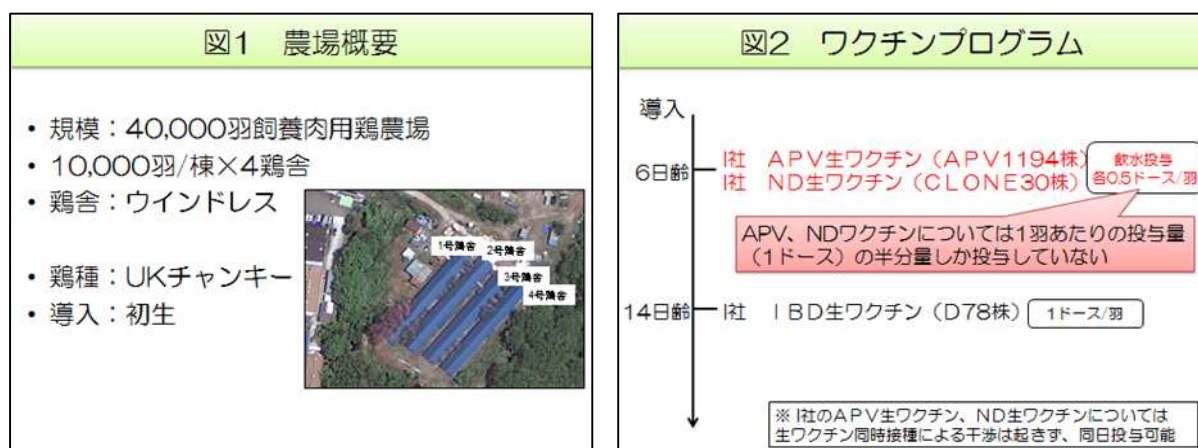 図1 農場概要
• 規模：40,000羽飼養肉用鶏農場
• 10,000羽/棟×4鶏舎
• 鶏舎：ウインドレス
• 鶏種：UKチャンキー
• 導入：初生
1号鶏舎
2号鶏舎
3号鶏舎
4号鶏舎
図2 ワクチンプログラム
導入
6日齢
I社 APV生ワクチン（APV1194株）
I社 ND生ワクチン（CLONE30株）
飲水投与
各0.5ドース/羽
APV、NDワクチンについては1羽あたりの投与量
（1ドース）の半分量しか投与していない
14日齢
I社 IBD生ワクチン（D78株）
1ドース/羽
※ I社のAPV生ワクチン、ND生ワクチンについては
生ワクチン同時接種による干渉は起きず、同日投与可能